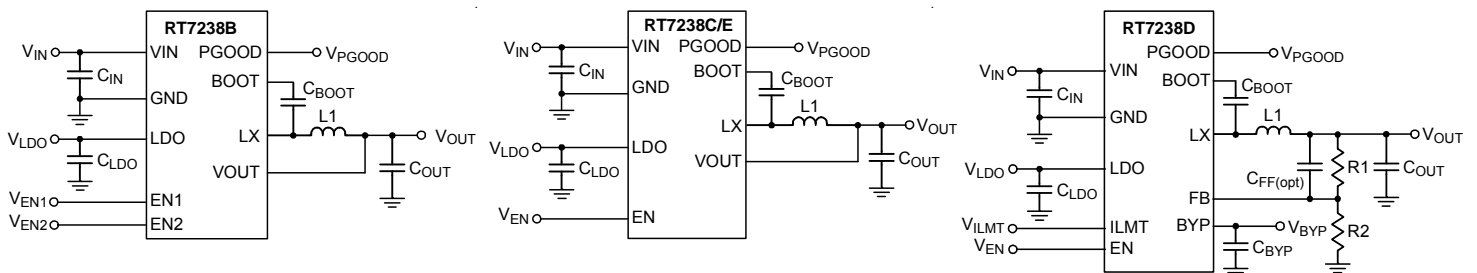 RT7238B
VIN
VIN
PGOOD
VPGOOD
CIN
BOOT
CBOOT
GND
VLDO
LDO
LX
L1
VOUT
CLDO
VOUT
COUT
VEN1
EN1
VEN2
EN2
RT7238C/E
VIN
VIN
PGOOD
VPGOOD
CIN
BOOT
CBOOT
GND
L1
LX
VOUT
VLDO
LDO
VOUT
COUT
CLDO
VEN
EN
RT7238D
PGOOD
VPGOOD
VIN
VIN
BOOT
CBOOT
CIN
GND
L1
LX
VOUT
VLDO
LDO
R1
COUT
CLDO
CFF(opt)
FB
VILMT
ILMT
BYP
VBYP
R2
VEN
EN
CBYP